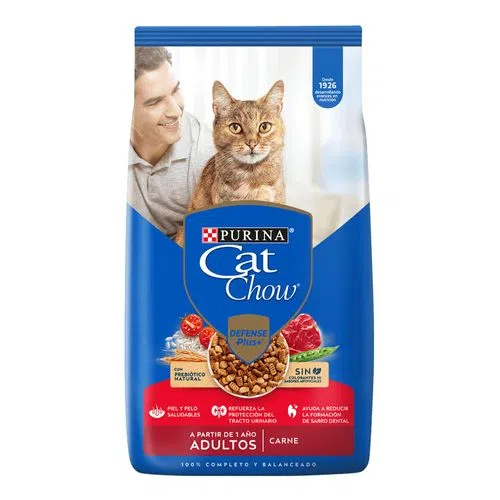 Desde
1926
desarrollando
avances en
nutrición
PURINA®
Cat
Chow®
DEFENSE
Plus+
CON
PREBIÓTICO
NATURAL
SIN
COLORANTES NI
SABORES ARTIFICIALES
PIEL Y PELO
SALUDABLES
REFUERZA LA
PROTECCIÓN DEL
TRACTO URINARIO
AYUDA A REDUCIR
LA FORMACIÓN
DE SARRO DENTAL
A PARTIR DE 1 AÑO
ADULTOS
CARNE
100% COMPLETO Y BALANCEADO